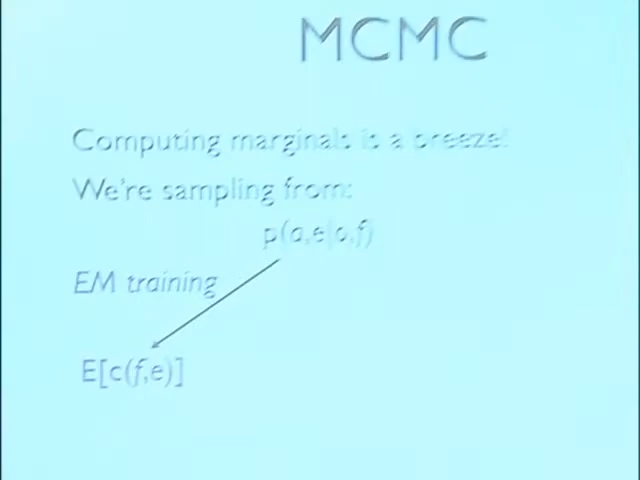 MCMC
Computing marginals is a breeze!
We're sampling from:
p(a,e|o,f)
EM training
E[c(f,e)]